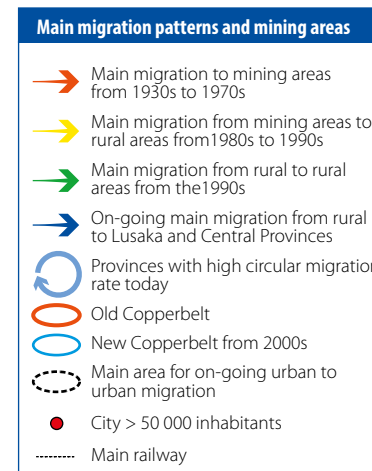 Main migration patterns and mining areas
Main migration to mining areas
from 1930s to 1970s
Main migration from mining areas to
rural areas from1980s to 1990s
Main migration from rural to rural
areas from the1990s
On-going main migration from rural
to Lusaka and Central Provinces
Provinces with high circular migration
rate today
Old Copperbelt
New Copperbelt from 2000s
Main area for on-going urban to
urban migration
City > 50 000 inhabitants
Main railway